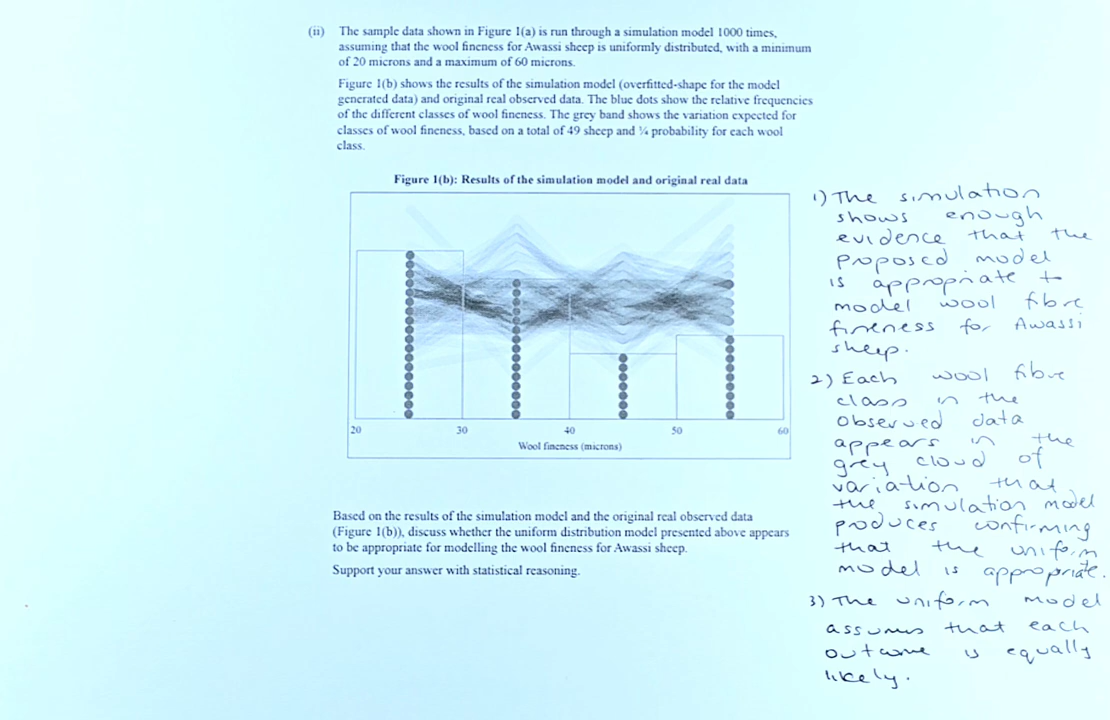 (ii) The sample data shown in Figure 1(a) is run through a simulation model 1000 times,
assuming that the wool fineness for Awassi sheep is uniformly distributed, with a minimum
of 20 microns and a maximum of 60 microns.
Figure 1(b) shows the results of the simulation model (overfitted-shape for the model
generated data) and original real observed data. The blue dots show the relative frequencies
of the different classes of wool fineness. The grey band shows the variation expected for
classes of wool fineness, based on a total of 49 sheep and ¼ probability for each wool
class.
Figure 1(b): Results of the simulation model and original real data
20 30 40 50 60
Wool fineness (microns)
Based on the results of the simulation model and the original real observed data
(Figure 1(b)), discuss whether the uniform distribution model presented above appears
to be appropriate for modelling the wool fineness for Awassi sheep.
Support your answer with statistical reasoning.
1) The simulation
shows enough
evidence that the
proposed model
is appropriate t
model wool fibre
fineness for Awassi
sheep.
2) Each wool fibre
class in the
observed data
appears in the
grey cloud of
variation that
the simulation model
produces confirming
that the uniform
model is appropriate.
3) The uniform model
assumes that each
outcome is equally
likely.